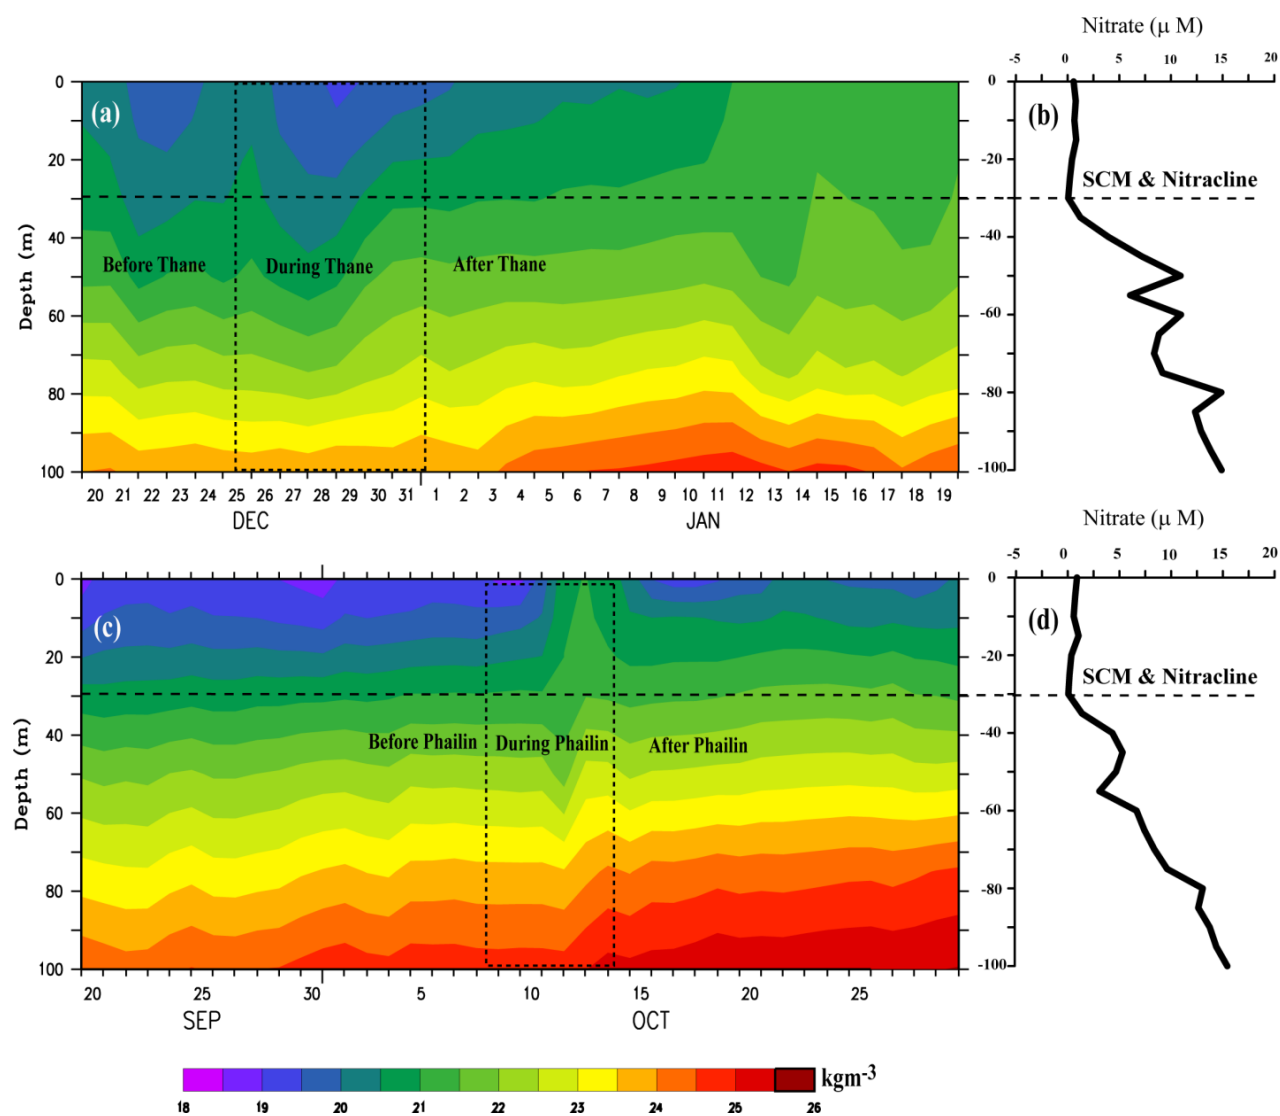 Nitrate (μ M)
-5 0 5 10 15 20
0
20
40
60
80
100
Depth (m)
(a)
Before Thane
During Thane
After Thane
20 21 22 23 24 25 26 27 28 29 30 31 1 2 3 4 5 6 7 8 9 10 11 12 13 14 15 16 17 18 19
DEC JAN
0
-20
-40
-60
-80
-100
(b)
SCM & Nitracline
Nitrate (μ M)
-5 0 5 10 15 20
0
20
40
60
80
100
Depth (m)
(c)
Before Phailin
During Phailin
After Phailin
20 25 30 5 10 15 20 25
SEP OCT
0
-20
-40
-60
-80
-100
(d)
SCM & Nitracline
18 19 20 21 22 23 24 25 26
kgm-3